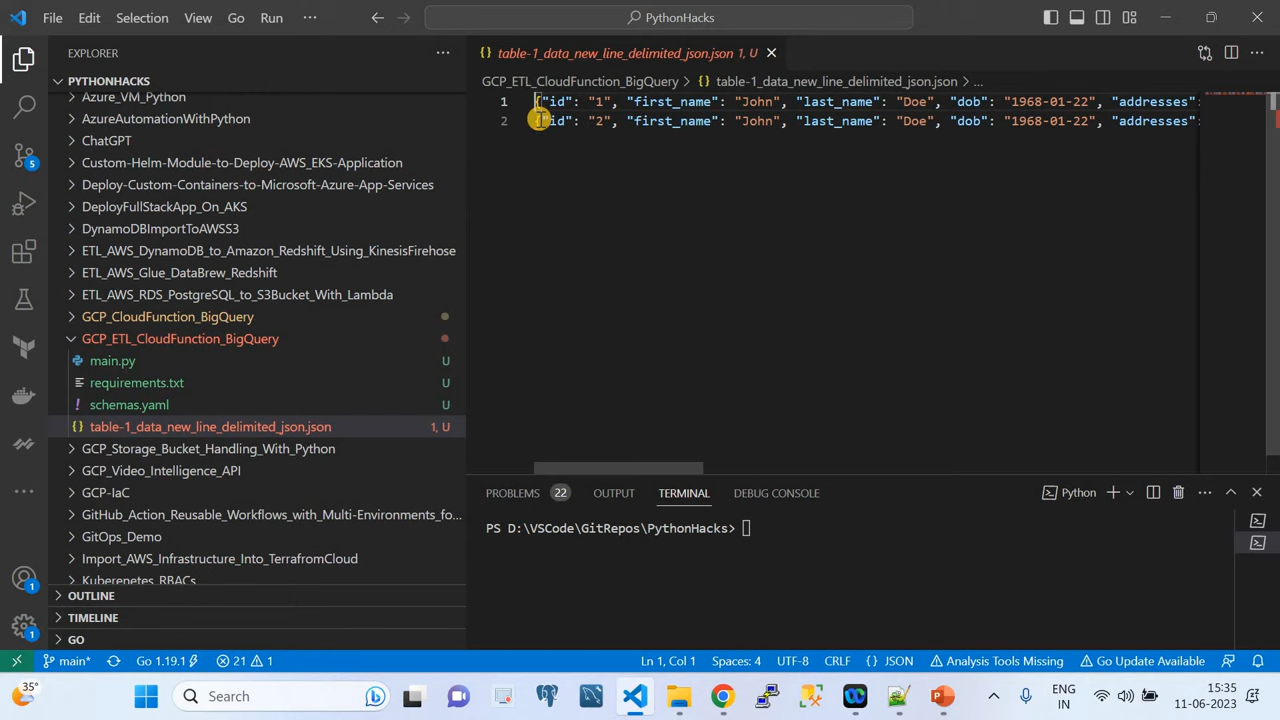 File Edit Selection View Go Run ··· PythonHacks
EXPLORER
PYTHONHACKS
Azure_VM_Python
AzureAutomationWithPython
ChatGPT
Custom-Helm-Module-to-Deploy-AWS_EKS-Application
Deploy-Custom-Containers-to-Microsoft-Azure-App-Services
DeployFullStackApp_On_AKS
DynamoDBImportToAWSS3
ETL_AWS_DynamoDB_to_Amazon_Redshift_Using_KinesisFirehose
ETL_AWS_Glue_DataBrew_Redshift
ETL_AWS_RDS_PostgreSQL_to_S3Bucket_With_Lambda
GCP_CloudFunction_BigQuery
GCP_ETL_CloudFunction_BigQuery
main.py U
requirements.txt U
schemas.yaml U
table-1_data_new_line_delimited_json.json 1, U
GCP_Storage_Bucket_Handling_With_Python
GCP_Video_Intelligence_API
GCP-IaC
GitHub_Action_Reusable_Workflows_with_Multi-Environments_fo...
GitOps_Demo
Import_AWS_Infrastructure_Into_TerrafromCloud
Kuberenetes_RBACs
OUTLINE
TIMELINE
GO
5
1
1
table-1_data_new_line_delimited_json.json 1, U
GCP_ETL_CloudFunction_BigQuery > table-1_data_new_line_delimited_json.json > ...
1 {"id": "1", "first_name": "John", "last_name": "Doe", "dob": "1968-01-22", "addresses":
2 {"id": "2", "first_name": "John", "last_name": "Doe", "dob": "1968-01-22", "addresses":
PROBLEMS 22 OUTPUT TERMINAL DEBUG CONSOLE Python
PS D:\VSCode\GitRepos\PythonHacks>
main* Go 1.19.1 21 1 Ln 1, Col 1 Spaces: 4 UTF-8 CRLF {} JSON Analysis Tools Missing Go Update Available
35° Search ENG IN 15:35 11-06-2023